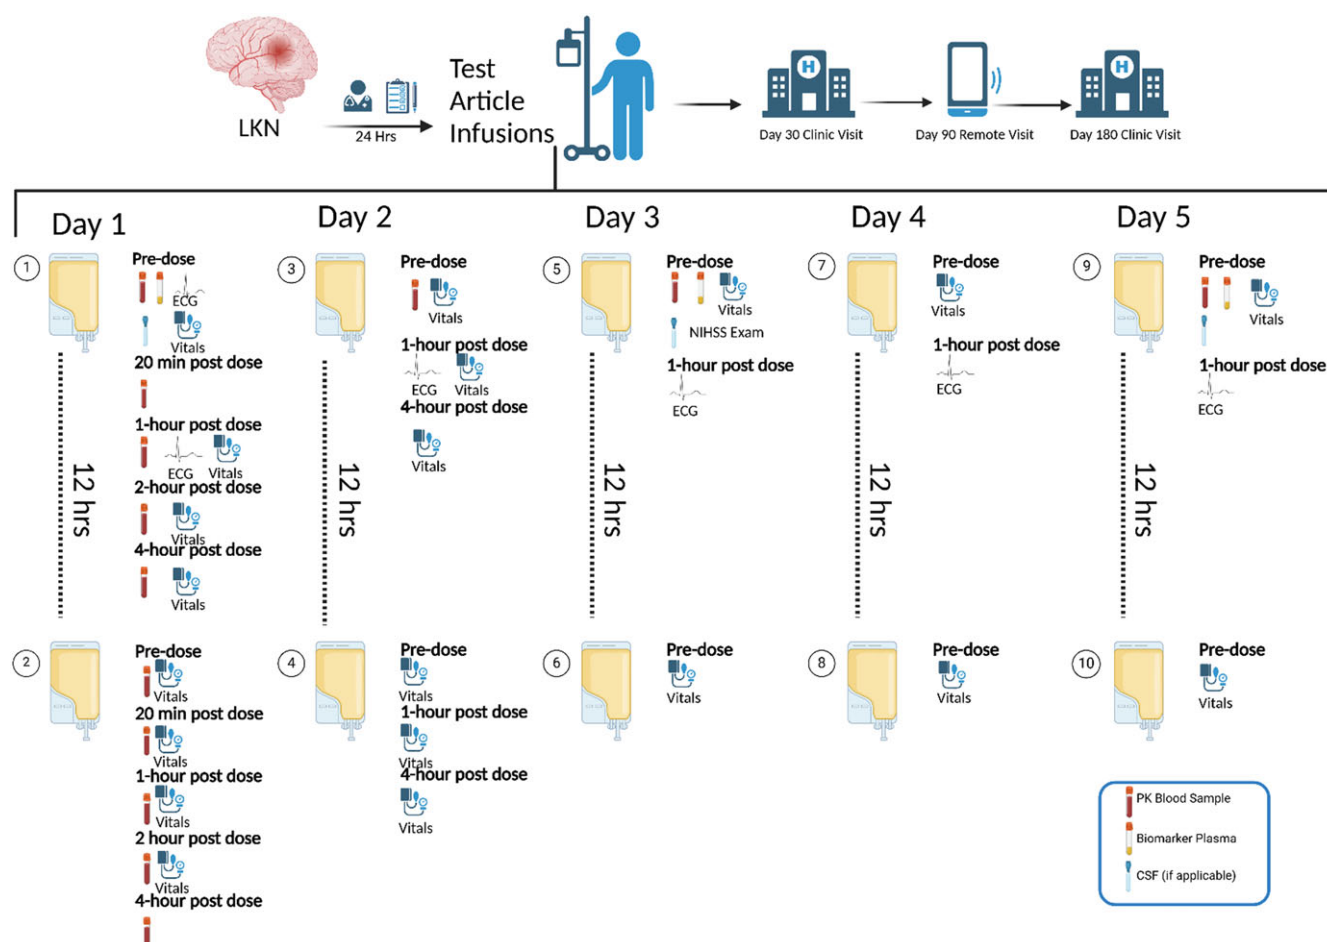 LKN
24 Hrs
Test
Article
Infusions
H
Day 30 Clinic Visit
Day 90 Remote Visit
H
Day 180 Clinic Visit
Day 1
1
Pre-dose
ECG
Vitals
20 min post dose
1-hour post dose
ECG
Vitals
2-hour post dose
Vitals
4-hour post dose
Vitals
12 hrs
2
Pre-dose
Vitals
20 min post dose
Vitals
1-hour post dose
Vitals
2 hour post dose
Vitals
4-hour post dose
Day 2
3
Pre-dose
Vitals
1-hour post dose
ECG
Vitals
4-hour post dose
Vitals
12 hrs
4
Pre-dose
Vitals
1-hour post dose
Vitals
4-hour post dose
Vitals
Day 3
5
Pre-dose
Vitals
NIHSS Exam
1-hour post dose
ECG
12 hrs
6
Pre-dose
Vitals
Day 4
7
Pre-dose
Vitals
1-hour post dose
ECG
12 hrs
8
Pre-dose
Vitals
Day 5
9
Pre-dose
Vitals
1-hour post dose
ECG
12 hrs
10
Pre-dose
Vitals
PK Blood Sample
Biomarker Plasma
CSF (if applicable)